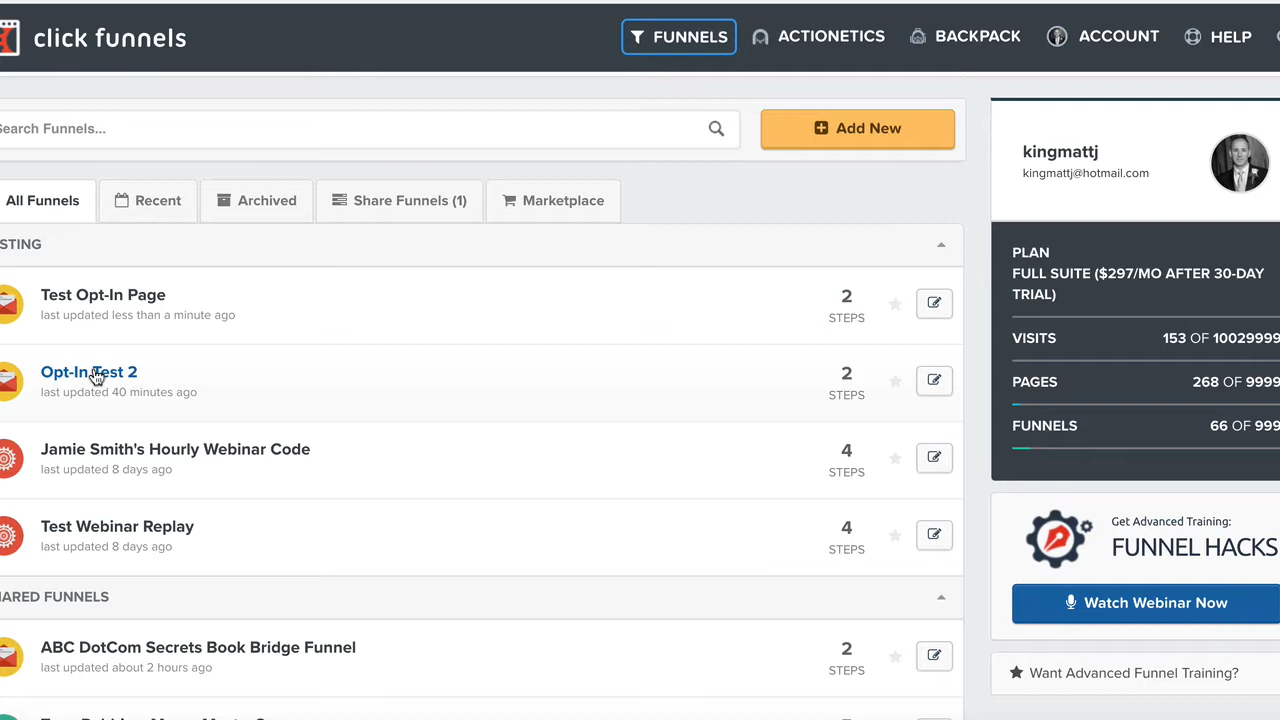 click funnels
FUNNELS
ACTIONETICS
BACKPACK
ACCOUNT
HELP
Search Funnels...
Add New
kingmattj
kingmattj@hotmail.com
All Funnels
Recent
Archived
Share Funnels (1)
Marketplace
STING
PLAN
FULL SUITE ($297/MO AFTER 30-DAY
TRIAL)
VISITS
153 OF 10029999
PAGES
268 OF 9999
FUNNELS
66 OF 999
Test Opt-In Page
last updated less than a minute ago
2
STEPS
Opt-In Test 2
last updated 40 minutes ago
2
STEPS
Jamie Smith's Hourly Webinar Code
last updated 8 days ago
4
STEPS
Test Webinar Replay
last updated 8 days ago
4
STEPS
Get Advanced Training:
FUNNEL HACKS
Watch Webinar Now
ARED FUNNELS
ABC DotCom Secrets Book Bridge Funnel
last updated about 2 hours ago
2
STEPS
Want Advanced Funnel Training?